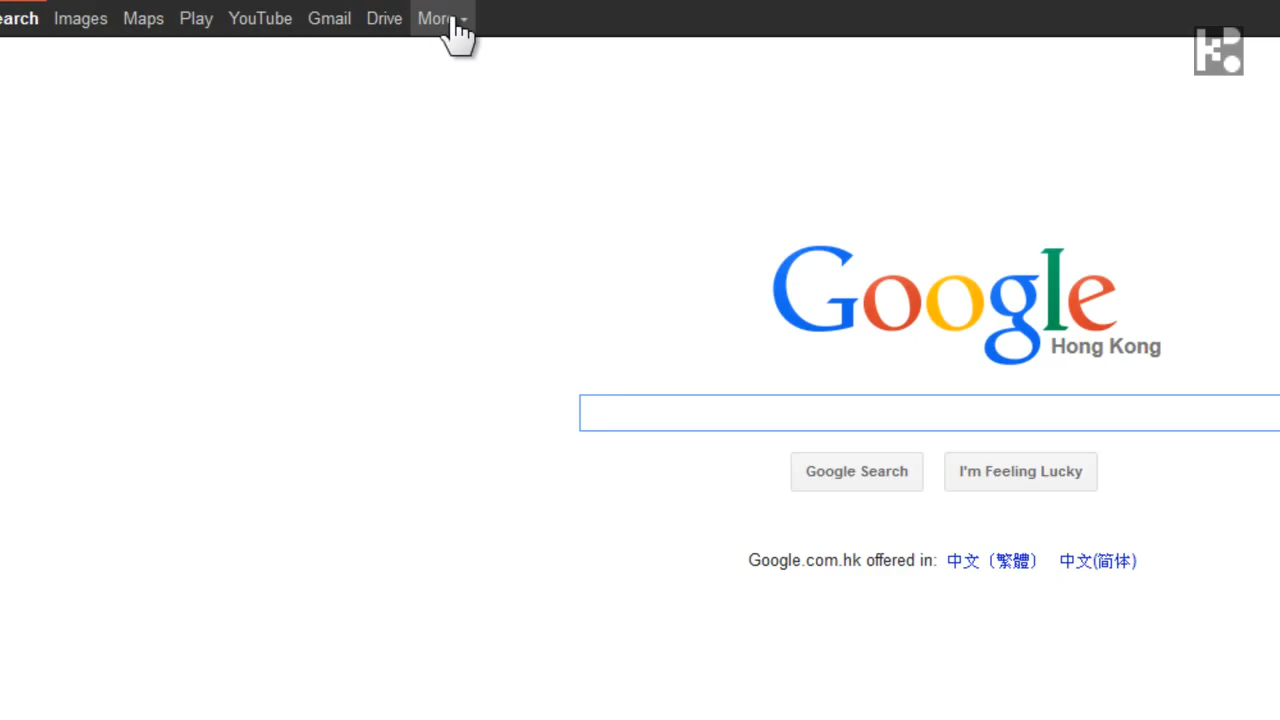 earch Images Maps Play YouTube Gmail Drive More
Google
Hong Kong
Google Search I'm Feeling Lucky
Google.com.hk offered in: 中文（繁體） 中文(简体)